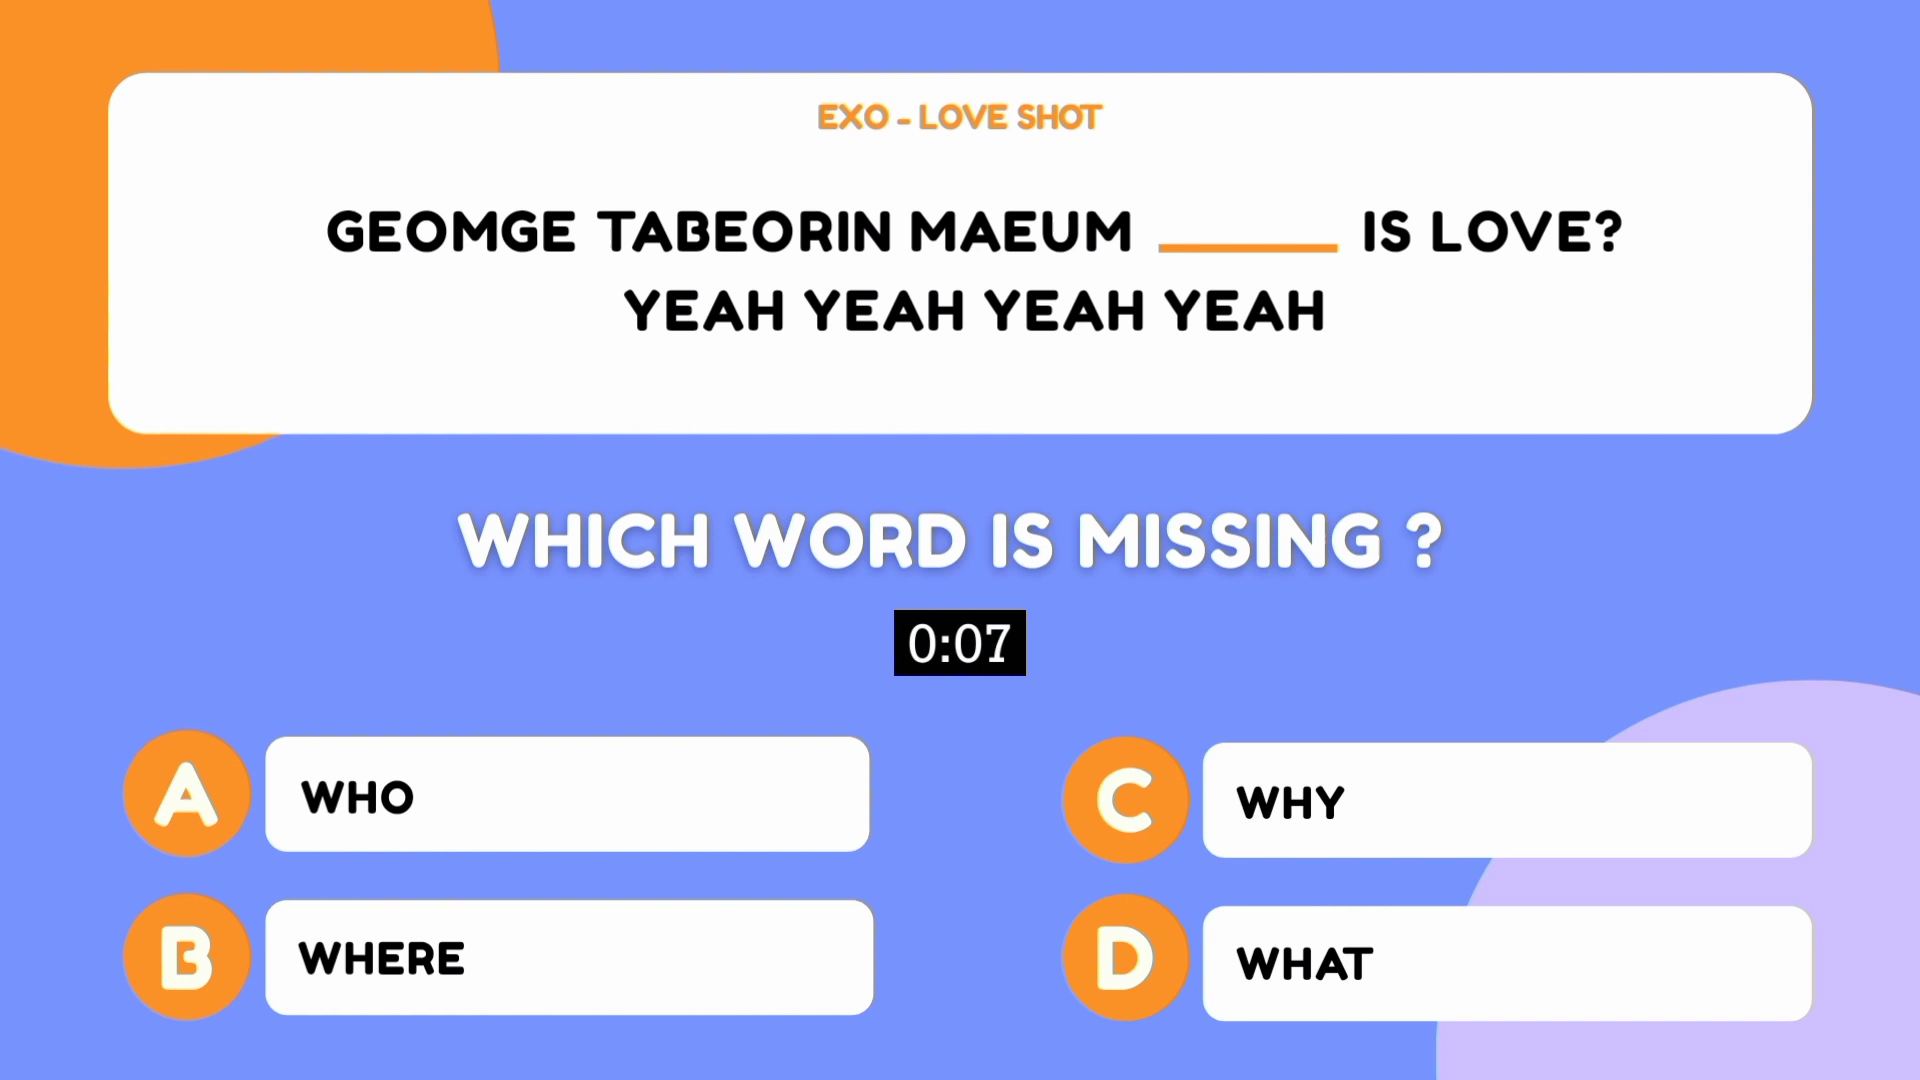 EXO - LOVE SHOT
GEOMGE TABEORIN MAEUM ______ IS LOVE?
YEAH YEAH YEAH YEAH
WHICH WORD IS MISSING ?
0:07
A WHO
C WHY
B WHERE
D WHAT